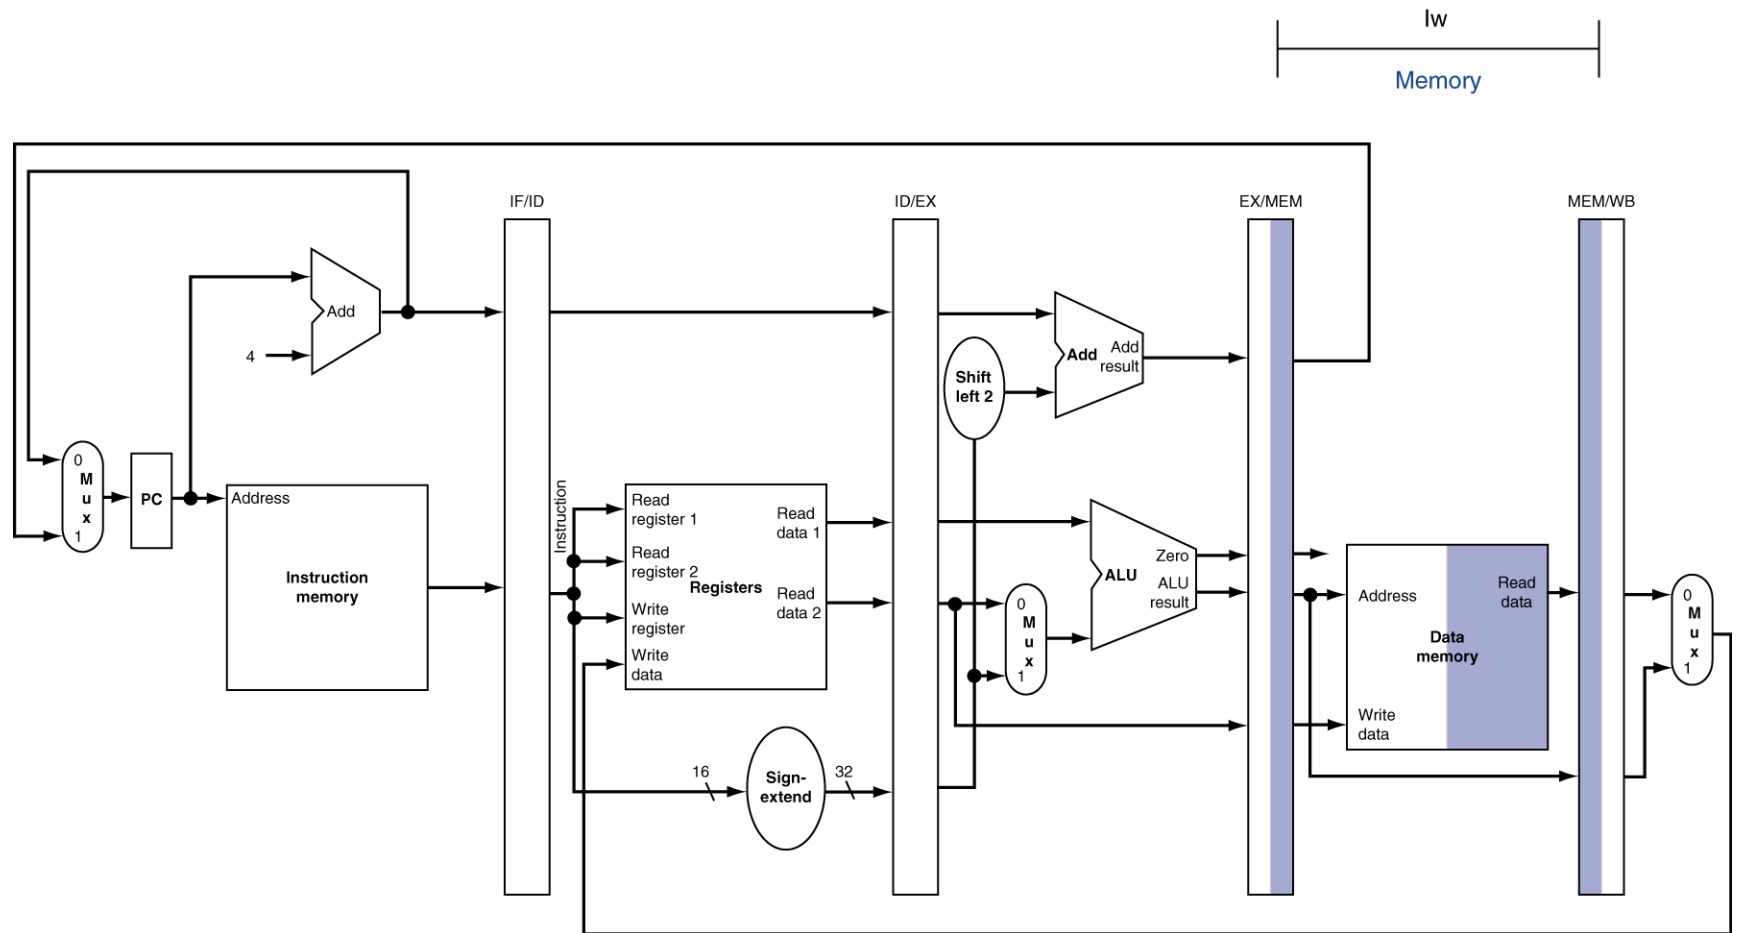 lw
Memory
IF/ID
ID/EX
EX/MEM
MEM/WB
Add
4
Add
Add
result
Shift
left 2
0
M
u
x
1
PC
Address
Instruction
memory
Instruction
Read
register 1
Read
register 2
Write
register
Write
data
Registers
Read
data 1
Read
data 2
0
M
u
x
1
ALU
Zero
ALU
result
Address
Read
data
Data
memory
Write
data
0
M
u
x
1
16
Sign-
extend
32